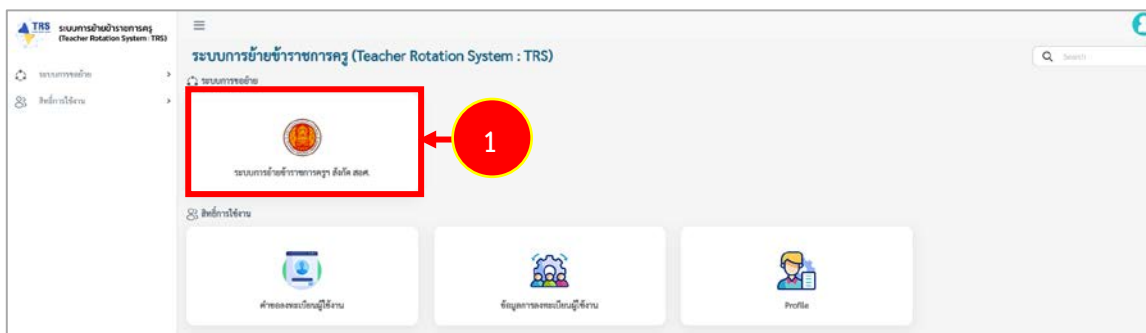 TRS ระบบการย้ายข้าราชการครู
(Teacher Rotation System : TRS)
ระบบการขอย้าย
สิทธิ์การใช้งาน
ระบบการย้ายข้าราชการครู (Teacher Rotation System : TRS)
Search
ระบบการขอย้าย
ระบบการย้ายข้าราชการครูฯ สังกัด สอศ.
1
สิทธิ์การใช้งาน
คำขอลงทะเบียนผู้ใช้งาน
ข้อมูลการลงทะเบียนผู้ใช้งาน
Profile